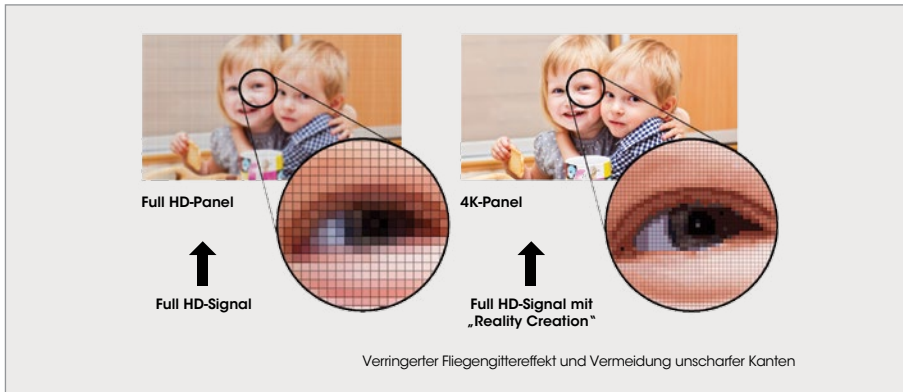 Full HD-Panel
4K-Panel
Full HD-Signal
Full HD-Signal mit
„Reality Creation“
Verringerter Fliegengittereffekt und Vermeidung unscharfer Kanten